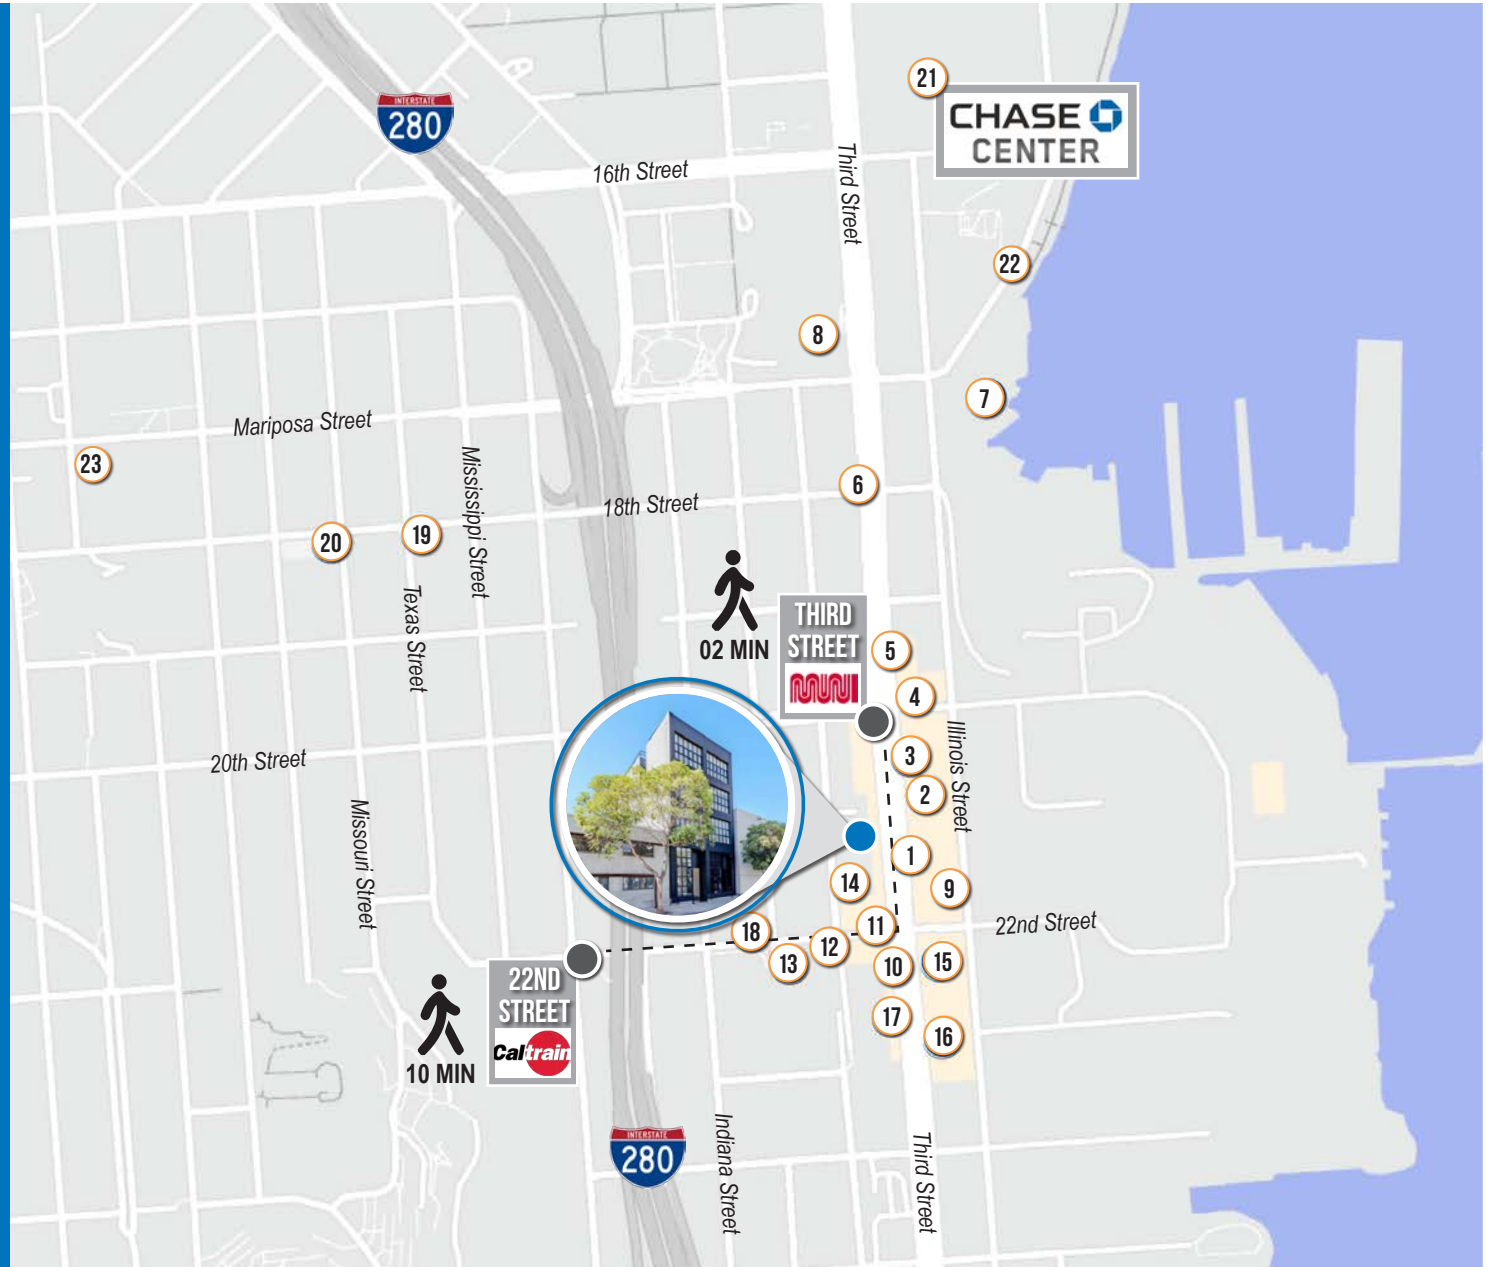 21
CHASE
CENTER
INTERSTATE
280
16th Street
Third Street
22
8
7
Mariposa Street
23
Mississippi Street
6
18th Street
20
19
Texas Street
02 MIN
THIRD
STREET
MUNI
5
4
3
Illinois Street
2
20th Street
Missouri Street
1
14
9
22nd Street
11
18
12
13
10
15
22ND
STREET
Caltrain
10 MIN
17
16
INTERSTATE
280
Indiana Street
Third Street